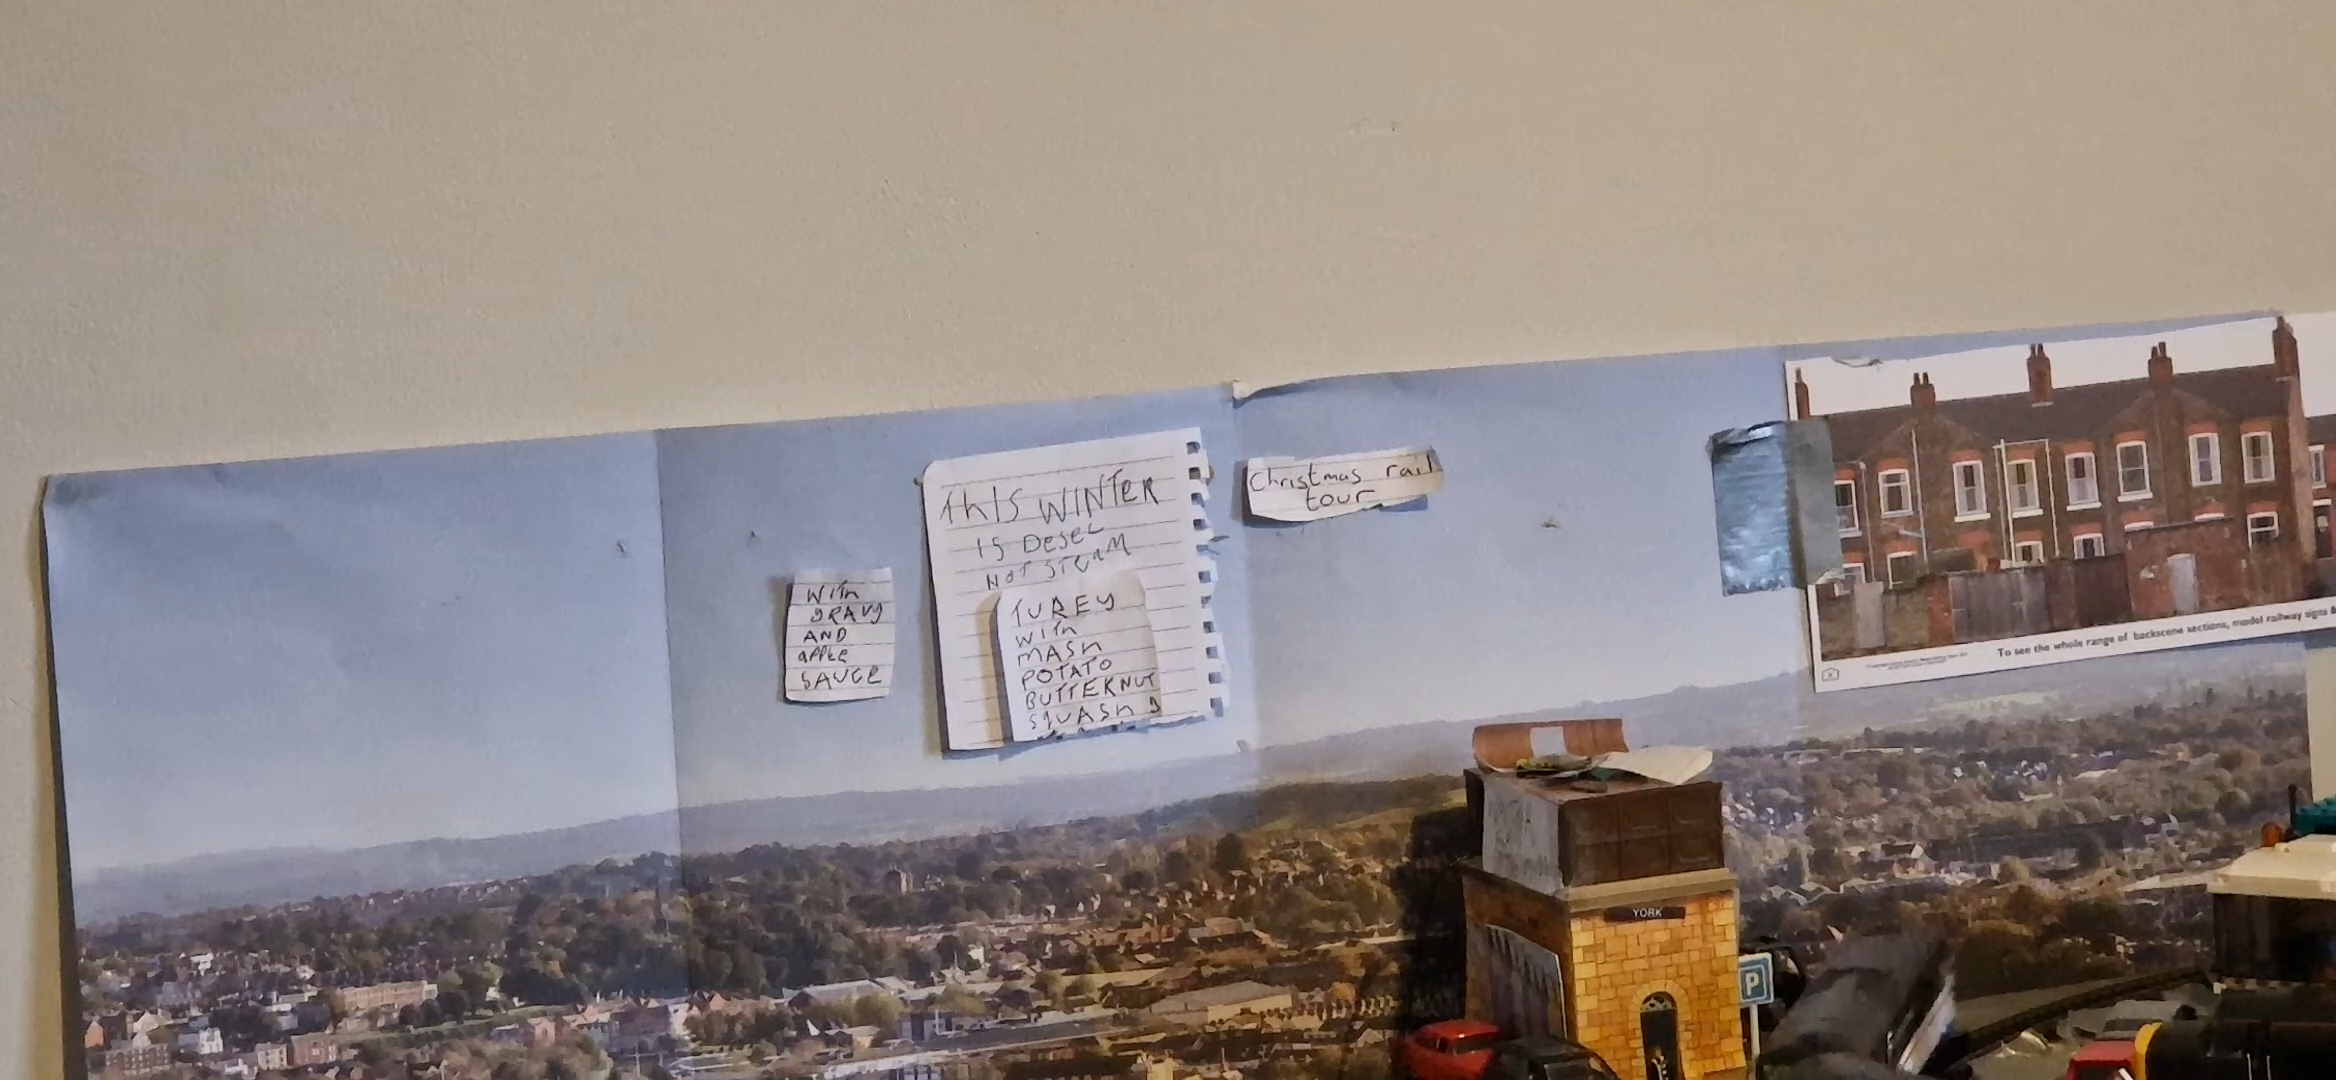 WITH
GRAVY
AND
APPLE
SAUCE
THIS WINTER
IS DESEL
NOT STEAM
TUREY
WITH
MASH
POTATO
BUTTERNUT
SQUASH
Christmas rail
tour
To see the whole range of backscene sections, model railway signs &
YORK
P